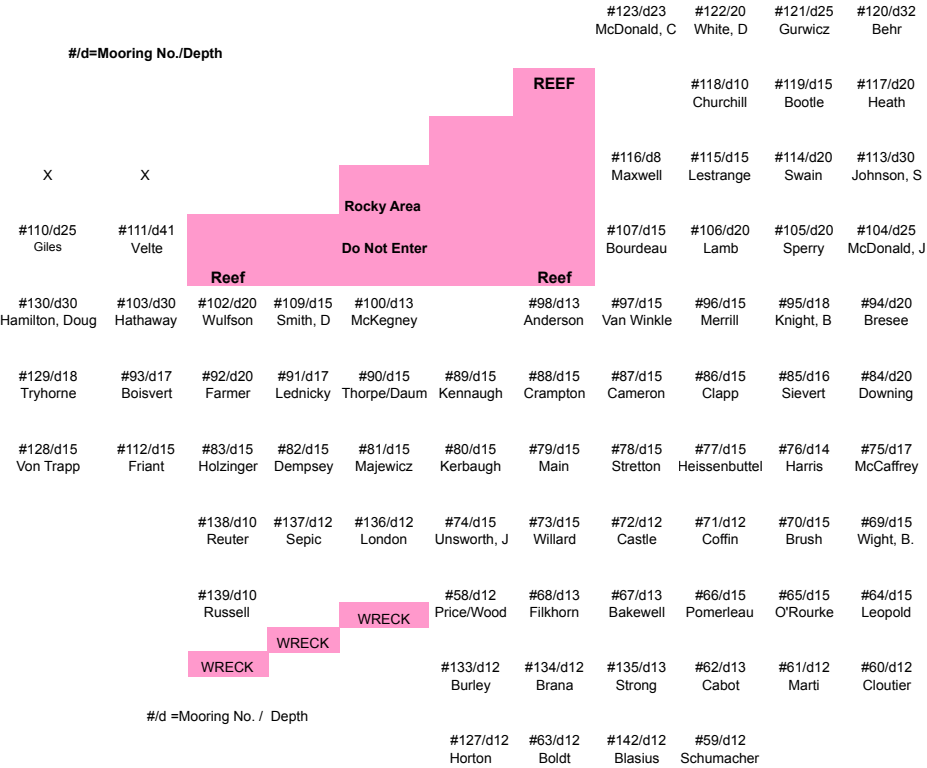 #123/d23 #122/20 #121/d25 #120/d32
McDonald, C White, D Gurwicz Behr
#/d=Mooring No./Depth
REEF #118/d10 #119/d15 #117/d20
Churchill Bootle Heath
#116/d8 #115/d15 #114/d20 #113/d30
X X Maxwell Lestrange Swain Johnson, S
Rocky Area
#110/d25 #111/d41 #107/d15 #106/d20 #105/d20 #104/d25
Giles Velte Do Not Enter Bourdeau Lamb Sperry McDonald, J
Reef Reef
#130/d30 #103/d30 #102/d20 #109/d15 #100/d13 #98/d13 #97/d15 #96/d15 #95/d18 #94/d20
Hamilton, Doug Hathaway Wulfson Smith, D McKegney Anderson Van Winkle Merrill Knight, B Bresee
#129/d18 #93/d17 #92/d20 #91/d17 #90/d15 #89/d15 #88/d15 #87/d15 #86/d15 #85/d16 #84/d20
Tryhorne Boisvert Farmer Lednicky Thorpe/Daum Kennaugh Crampton Cameron Clapp Sievert Downing
#128/d15 #112/d15 #83/d15 #82/d15 #81/d15 #80/d15 #79/d15 #78/d15 #77/d15 #76/d14 #75/d17
Von Trapp Friant Holzinger Dempsey Majewicz Kerbaugh Main Stretton Heissenbuttel Harris McCaffrey
#138/d10 #137/d12 #136/d12 #74/d15 #73/d15 #72/d12 #71/d12 #70/d15 #69/d15
Reuter Sepic London Unsworth, J Willard Castle Coffin Brush Wight, B.
#139/d10 #58/d12 #68/d13 #67/d13 #66/d15 #65/d15 #64/d15
Russell WRECK Price/Wood Filkhorn Bakewell Pomerleau O'Rourke Leopold
WRECK
WRECK #133/d12 #134/d12 #135/d13 #62/d13 #61/d12 #60/d12
Burley Brana Strong Cabot Marti Cloutier
#/d =Mooring No. / Depth
#127/d12 #63/d12 #142/d12 #59/d12
Horton Boldt Blasius Schumacher